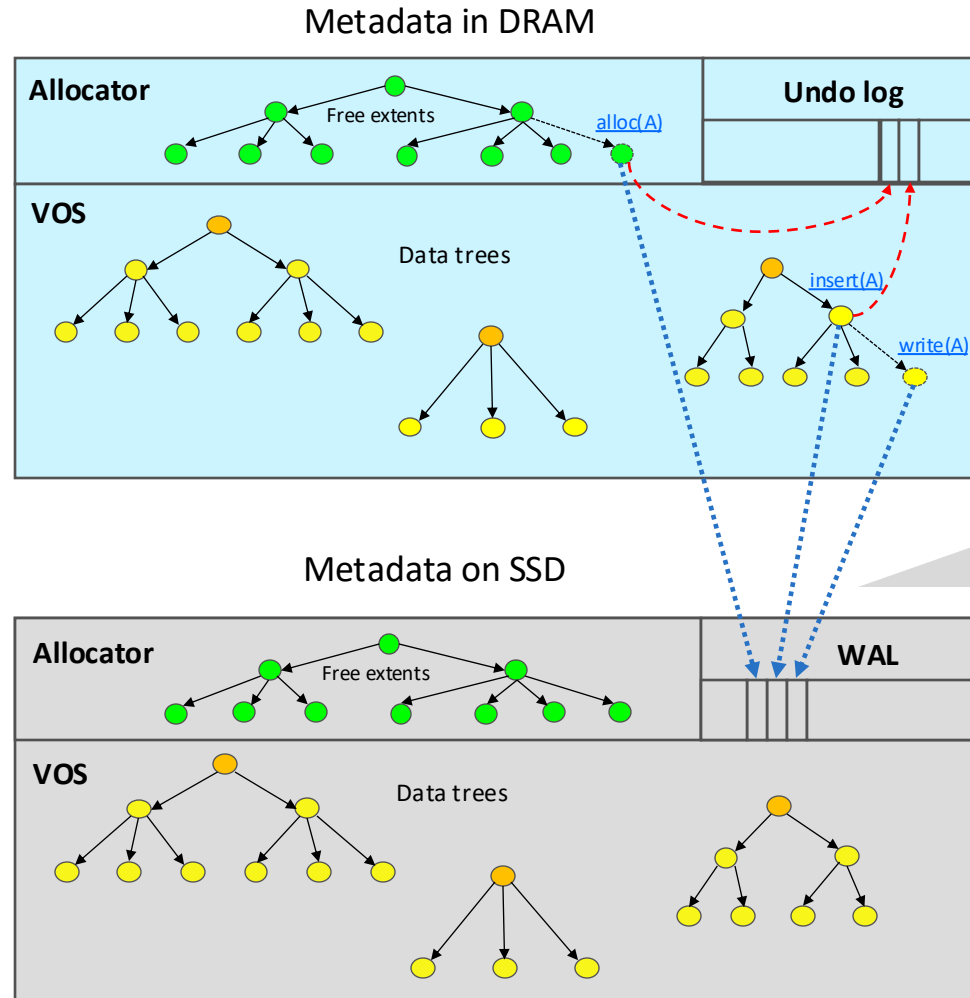 Metadata in DRAM
Allocator
Free extents
alloc(A)
Undo log
VOS
Data trees
insert(A)
write(A)
Metadata on SSD
Allocator
Free extents
WAL
VOS
Data trees